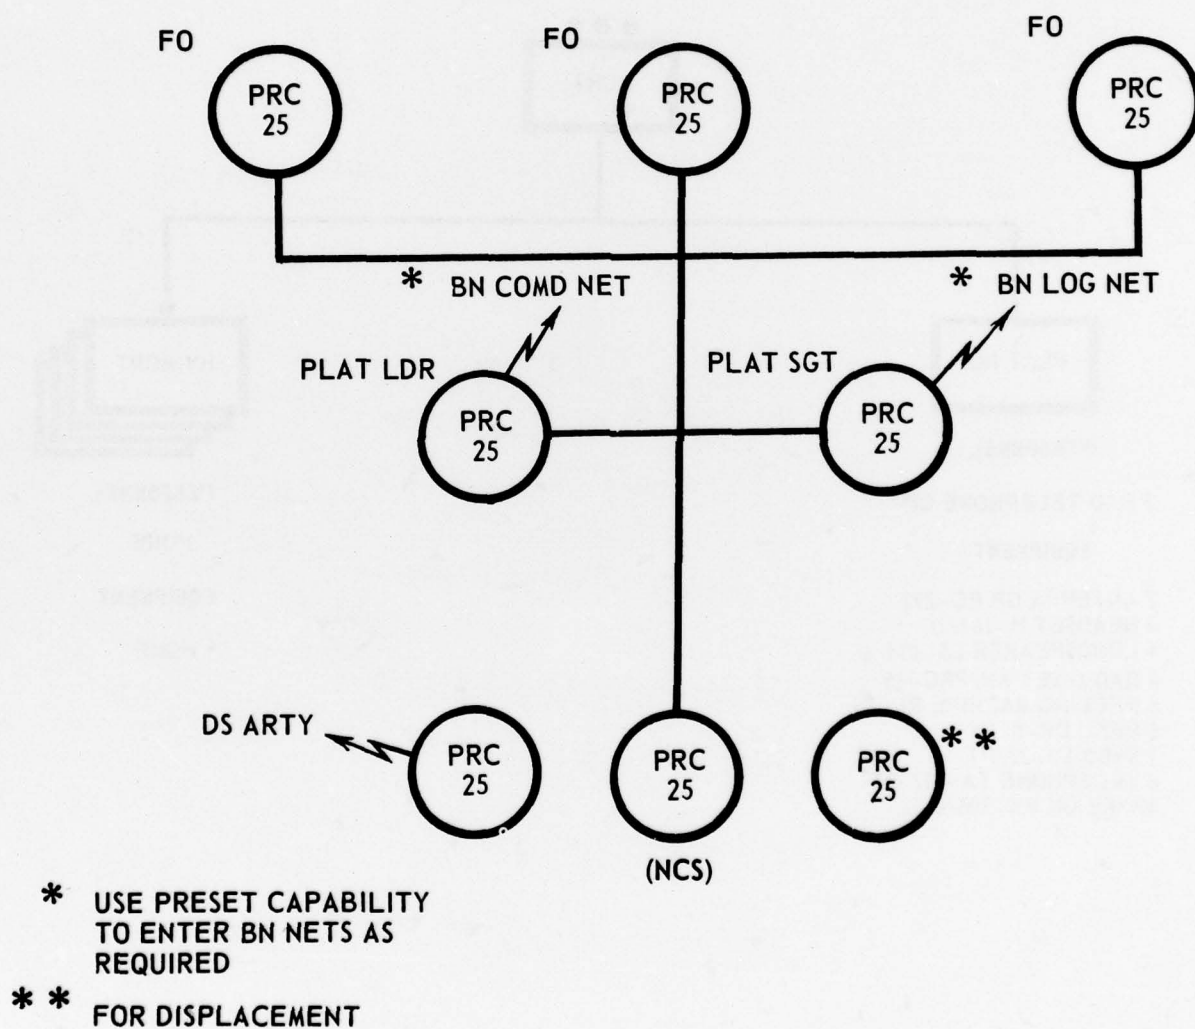 FO
FO
FO
PRC
25
PRC
25
PRC
25
* BN COMD NET
* BN LOG NET
PLAT LDR
PLAT SGT
PRC
25
PRC
25
DS ARTY
PRC
25
PRC
25
PRC
25
**
(NCS)
* USE PRESET CAPABILITY
TO ENTER BN NETS AS
REQUIRED
** FOR DISPLACEMENT